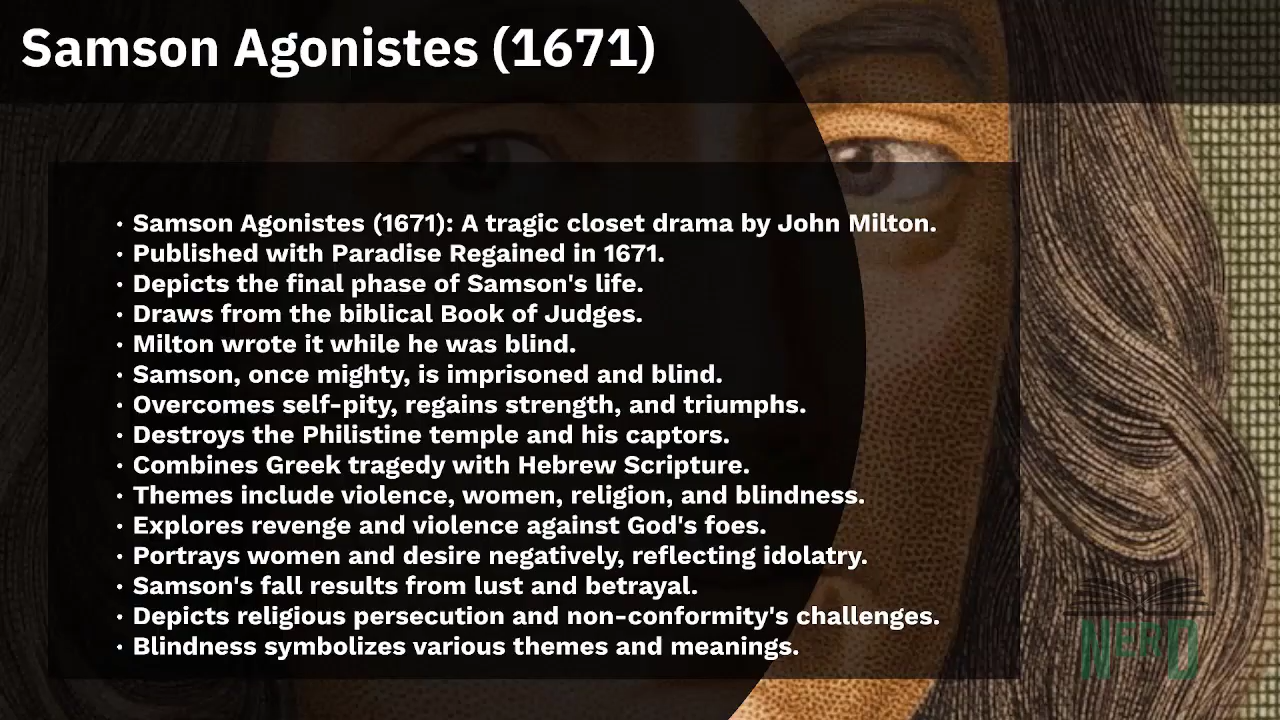 Samson Agonistes (1671)
• Samson Agonistes (1671): A tragic closet drama by John Milton.
• Published with Paradise Regained in 1671.
• Depicts the final phase of Samson's life.
• Draws from the biblical Book of Judges.
• Milton wrote it while he was blind.
• Samson, once mighty, is imprisoned and blind.
• Overcomes self-pity, regains strength, and triumphs.
• Destroys the Philistine temple and his captors.
• Combines Greek tragedy with Hebrew Scripture.
• Themes include violence, women, religion, and blindness.
• Explores revenge and violence against God's foes.
• Portrays women and desire negatively, reflecting idolatry.
• Samson's fall results from lust and betrayal.
• Depicts religious persecution and non-conformity's challenges.
• Blindness symbolizes various themes and meanings.
NERD